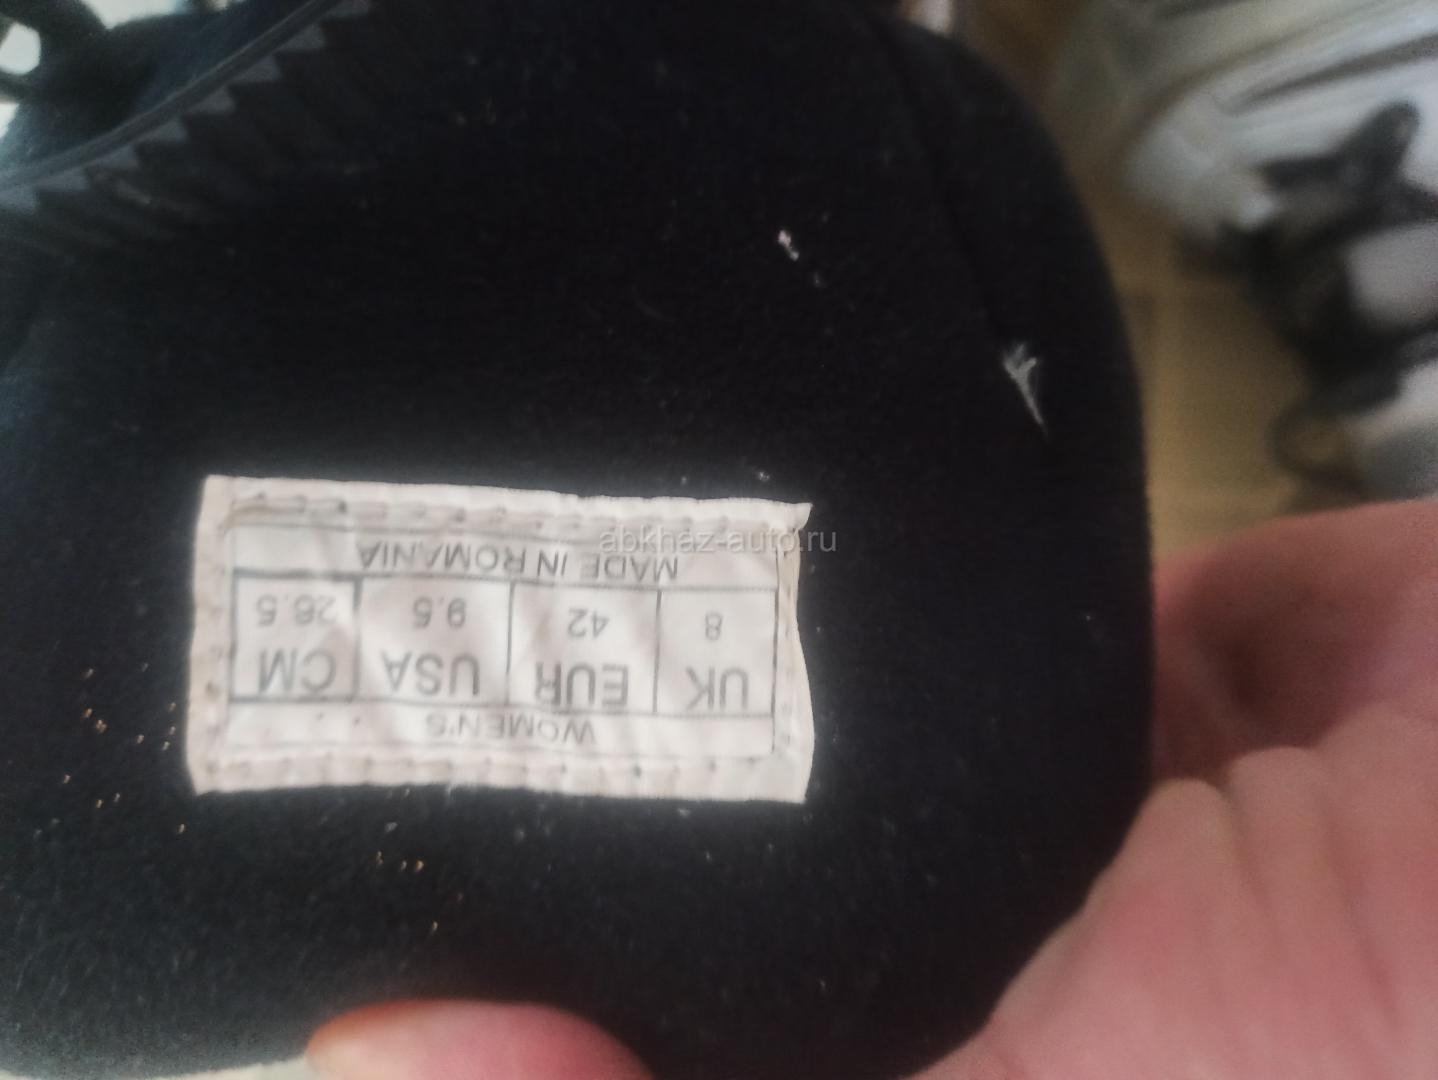 WOMEN'S
UK EUR USA CM
8 42 9.5 26.5
MADE IN ROMANIA
abkhaz-auto.ru